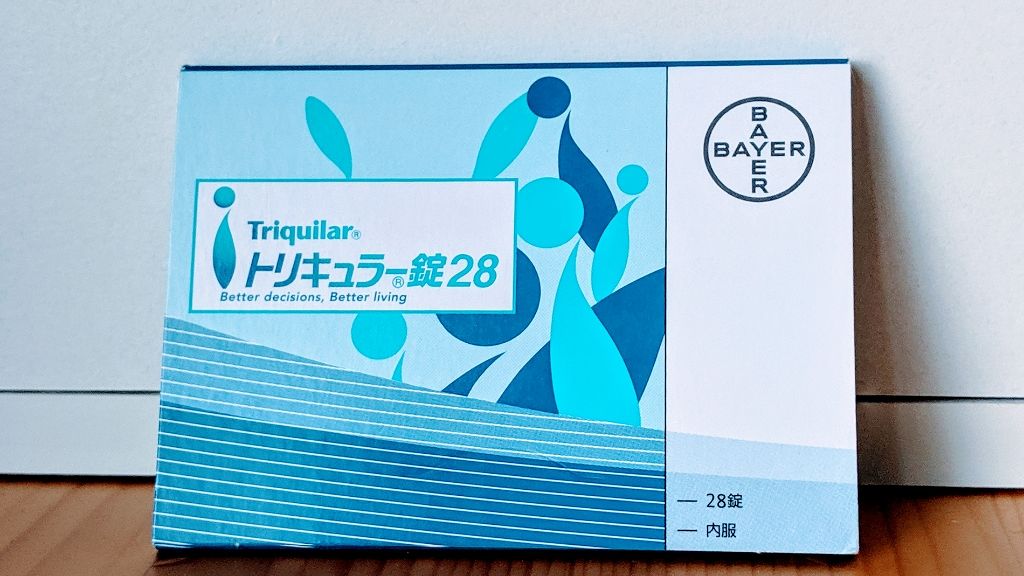 Triquilar®
トリキュラー®錠28
Better decisions, Better living
BAYER
BAYER
— 28錠
— 内服